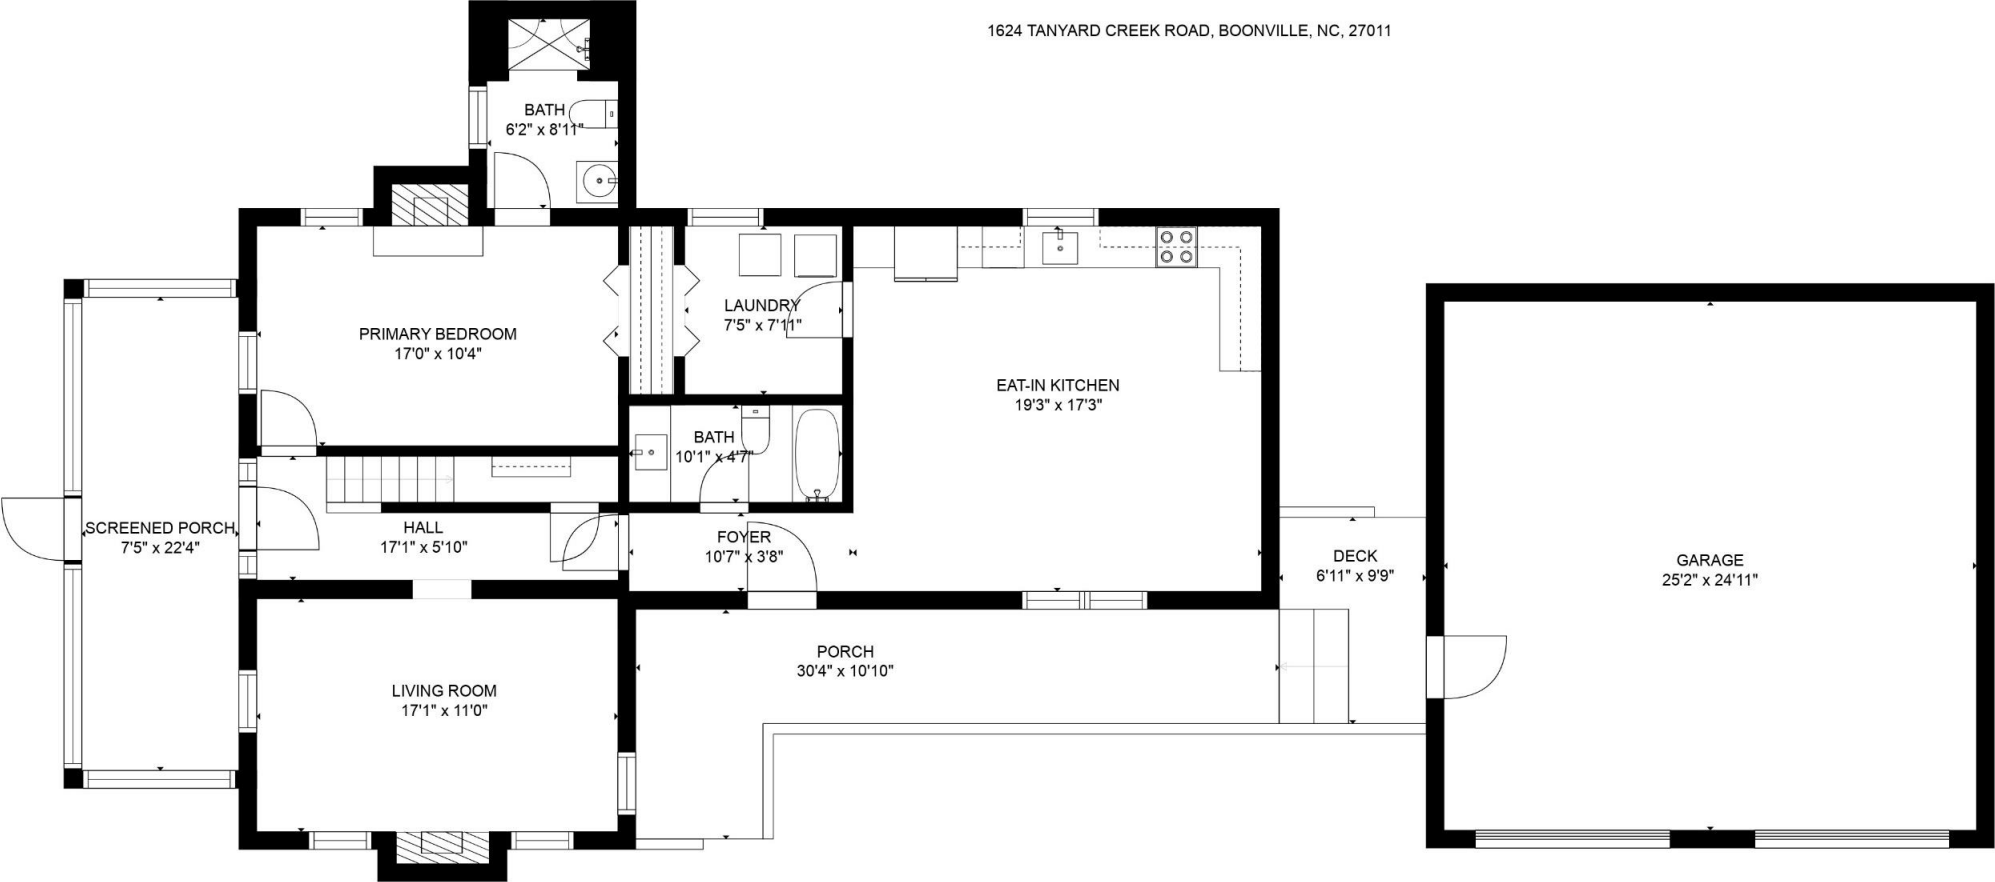 1624 TANYARD CREEK ROAD, BOONVILLE, NC, 27011
BATH
6'2" x 8'11"
LAUNDRY
7'5" x 7'11"
PRIMARY BEDROOM
17'0" x 10'4"
EAT-IN KITCHEN
19'3" x 17'3"
BATH
10'1" x 4'7"
SCREENED PORCH
7'5" x 22'4"
HALL
17'1" x 5'10"
FOYER
10'7" x 3'8"
DECK
6'11" x 9'9"
GARAGE
25'2" x 24'11"
PORCH
30'4" x 10'10"
LIVING ROOM
17'1" x 11'0"